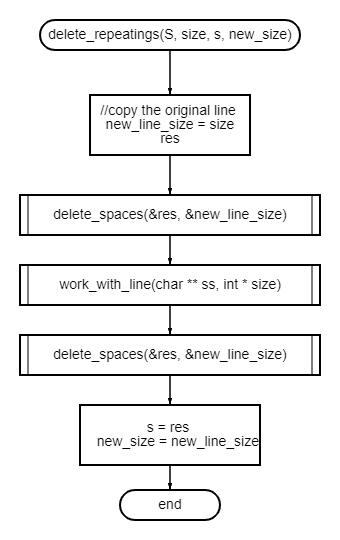 delete_repeatings(S, size, s, new_size)
//copy the original line
new_line_size = size
res
delete_spaces(&res, &new_line_size)
work_with_line(char ** ss, int * size)
delete_spaces(&res, &new_line_size)
s = res
new_size = new_line_size
end